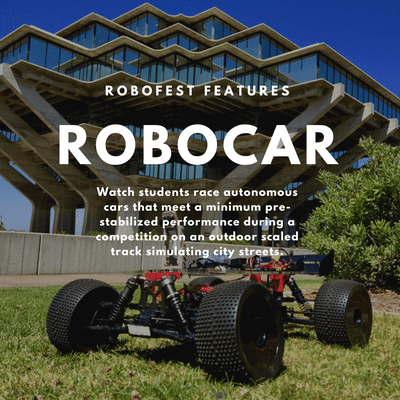 ROBOFEST FEATURES
ROBOCAR
Watch students race autonomous
cars that meet a minimum pre-
stabilized performance during a
competition on an outdoor scaled
track simulating city streets.